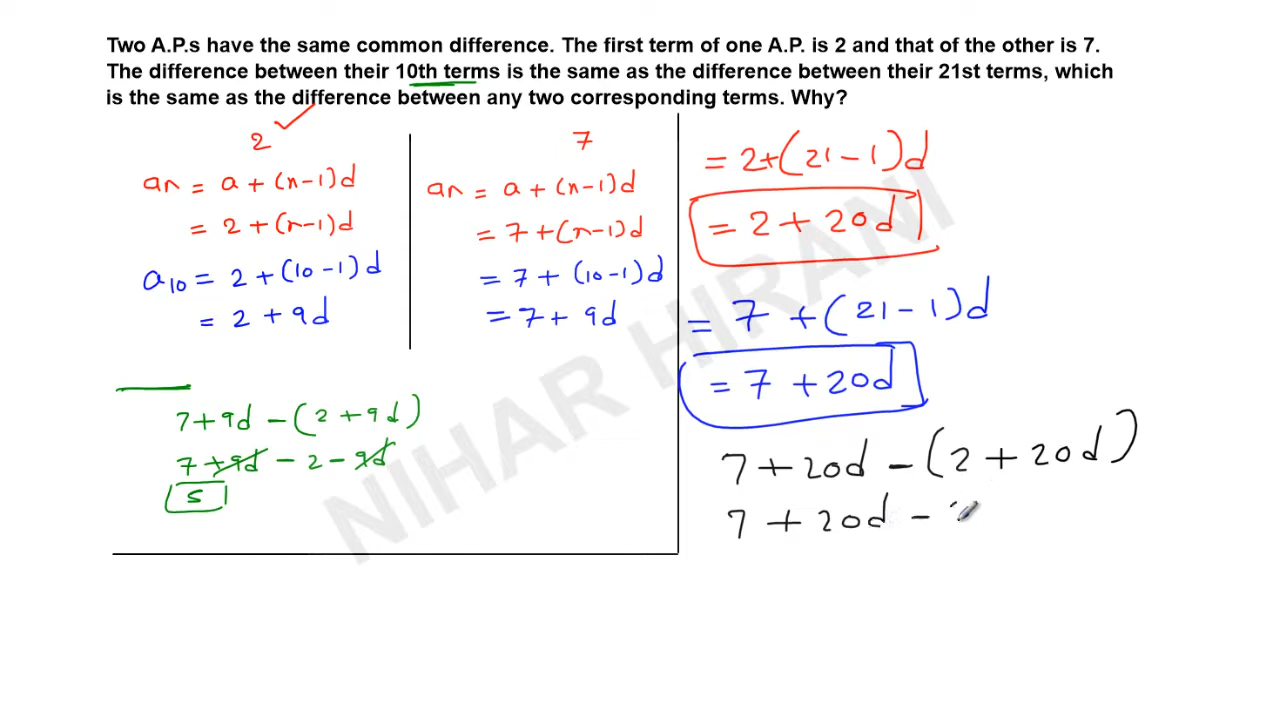 Two A.P.s have the same common difference. The first term of one A.P. is 2 and that of the other is 7.
The difference between their 10th terms is the same as the difference between their 21st terms, which
is the same as the difference between any two corresponding terms. Why?
2
an = a + (n-1)d
= 2 + (n-1)d
a10 = 2 + (10-1)d
= 2 + 9d
7
an = a + (n-1)d
= 7 + (n-1)d
= 7 + (10-1)d
= 7 + 9d
7+9d - (2+9d)
7+9d - 2 - 9d
5
= 2+(21-1)d
= 2 + 20d
= 7 + (21-1)d
= 7 + 20d
7+20d - (2+20d)
7 + 20d -
NIHAR HIRANI